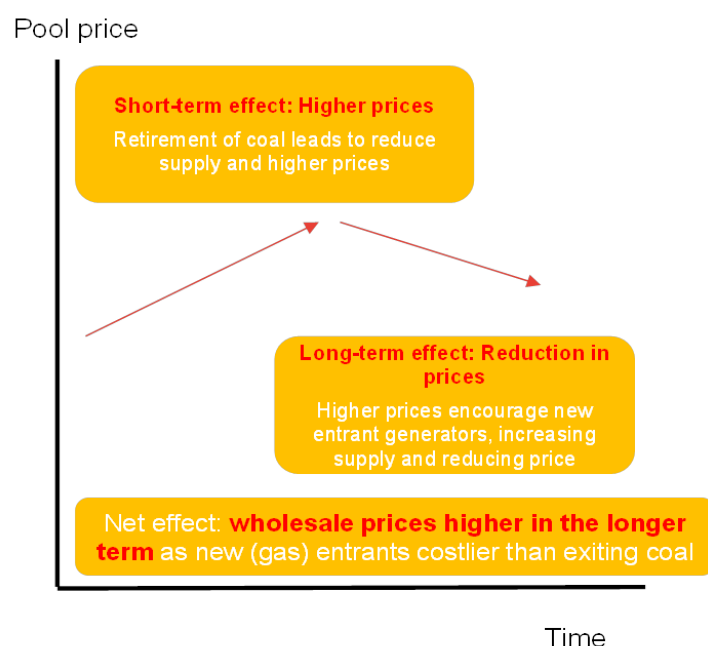 Pool price
Short-term effect: Higher prices
Retirement of coal leads to reduce
supply and higher prices
Long-term effect: Reduction in
prices
Higher prices encourage new
entrant generators, increasing
supply and reducing price
Net effect: wholesale prices higher in the longer
term as new (gas) entrants costlier than exiting coal
Time